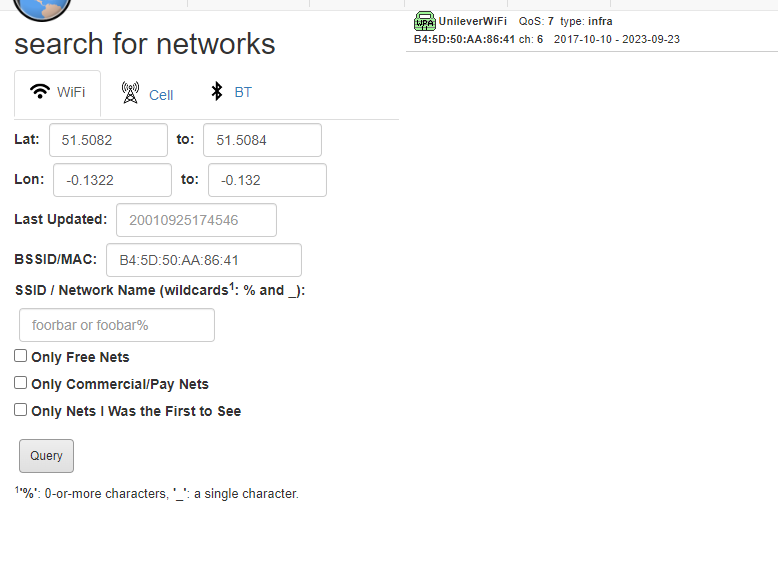 search for networks
WiFi Cell BT
Lat: 51.5082 to: 51.5084
Lon: -0.1322 to: -0.132
Last Updated: 20010925174546
BSSID/MAC: B4:5D:50:AA:86:41
SSID / Network Name (wildcards1: % and _):
foorbar or foobar%
Only Free Nets
Only Commercial/Pay Nets
Only Nets I Was the First to See
Query
1'%': 0-or-more characters, '_': a single character.
WPA UnileverWiFi QoS: 7 type: infra
B4:5D:50:AA:86:41 ch: 6 2017-10-10 - 2023-09-23